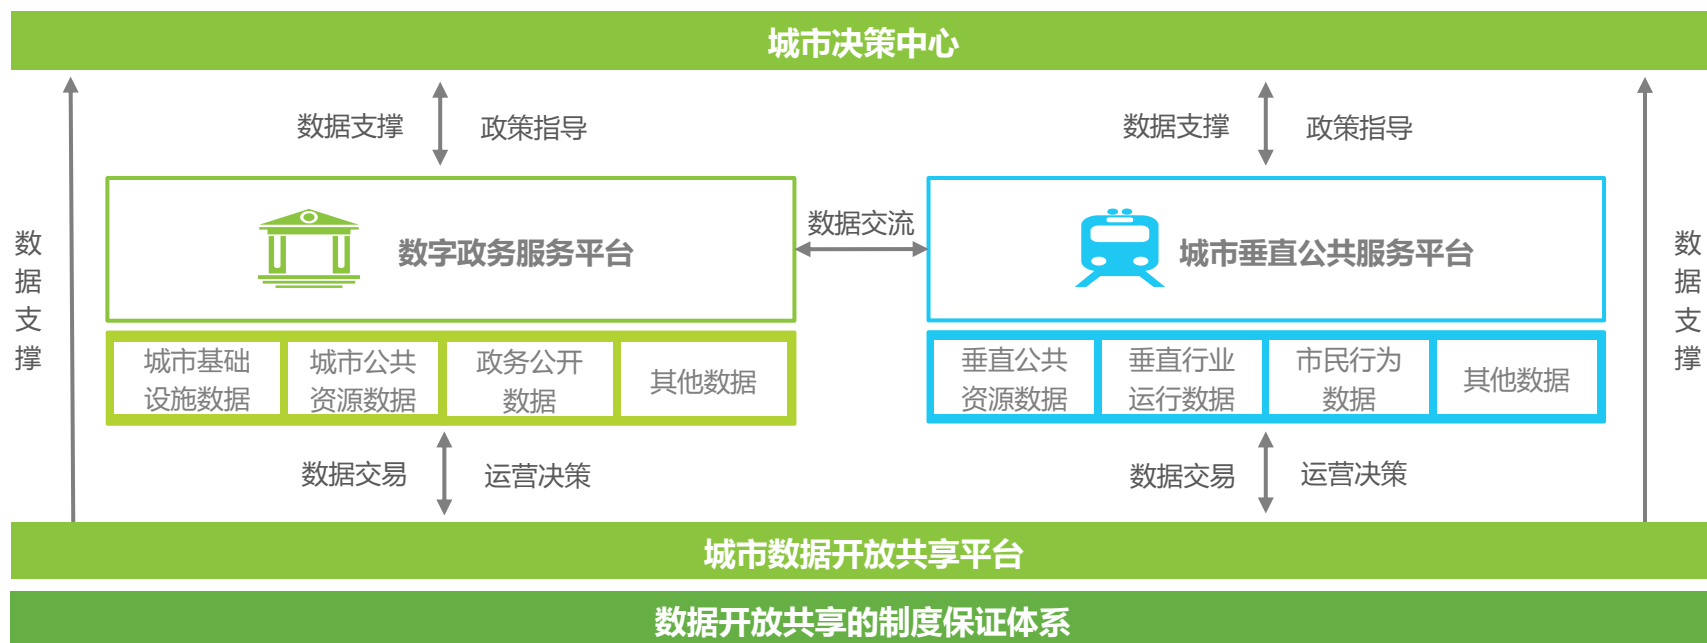 城市决策中心
数据支撑
政策指导
数据支撑
政策指导
数据支撑
数字政务服务平台
数据交流
城市垂直公共服务平台
数据支撑
城市基础
设施数据
城市公共
资源数据
政务公开
数据
其他数据
垂直公共
资源数据
垂直行业
运行数据
市民行为
数据
其他数据
数据交易
运营决策
数据交易
运营决策
城市数据开放共享平台
数据开放共享的制度保证体系